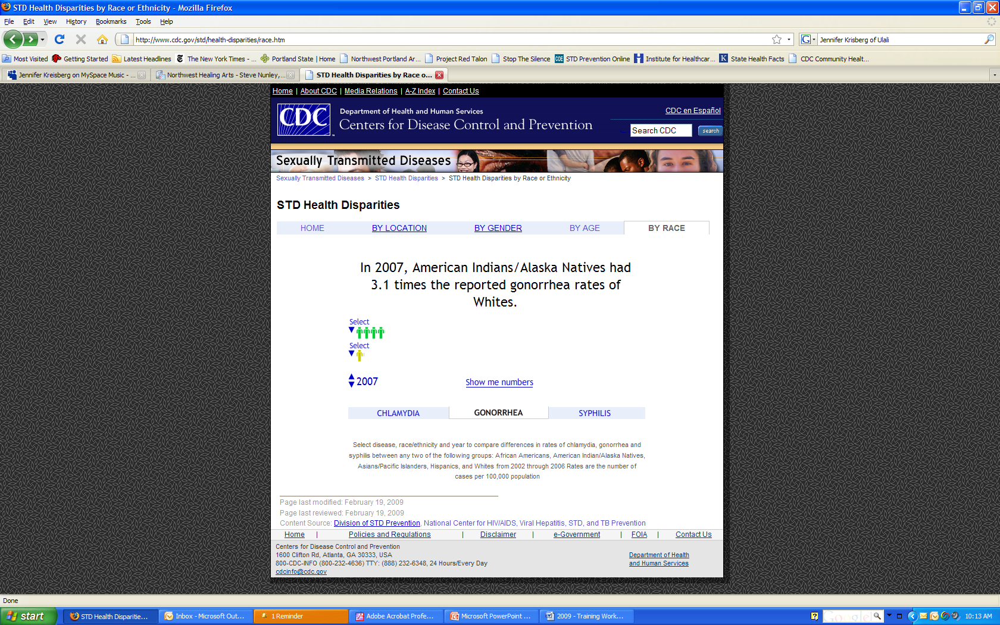 STD Health Disparities by Race or Ethnicity - Mozilla Firefox
File Edit View History Bookmarks Tools Help
http://www.cdc.gov/std/health-disparities/race.htm
G Jennifer Krisberg of Ulali
Most Visited Getting Started Latest Headlines The New York Times - ... Portland State | Home Northwest Portland Ar... Project Red Talon Stop The Silence COE STD Prevention Online H Institute for Healthcar... K State Health Facts CDC Community Healt...
Jennifer Kreisberg on MySpace Music - ... Northwest Healing Arts - Steve Nunley,... STD Health Disparities by Race o...
Home | About CDC | Media Relations | A-Z Index | Contact Us
CDC
™
Department of Health and Human Services
Centers for Disease Control and Prevention
CDC en Español
Search CDC search
Sexually Transmitted Diseases
Sexually Transmitted Diseases > STD Health Disparities > STD Health Disparities by Race or Ethnicity
STD Health Disparities
HOME BY LOCATION BY GENDER BY AGE BY RACE
In 2007, American Indians/Alaska Natives had
3.1 times the reported gonorrhea rates of
Whites.
Select
Select
2007 Show me numbers
CHLAMYDIA GONORRHEA SYPHILIS
Select disease, race/ethnicity and year to compare differences in rates of chlamydia, gonorrhea and
syphilis between any two of the following groups: African Americans, American Indian/Alaska Natives,
Asians/Pacific Islanders, Hispanics, and Whites from 2002 through 2006 Rates are the number of
cases per 100,000 population
Page last modified: February 19, 2009
Page last reviewed: February 19, 2009
Content Source: Division of STD Prevention, National Center for HIV/AIDS, Viral Hepatitis, STD, and TB Prevention
Home | Policies and Regulations | Disclaimer | e-Government | FOIA | Contact Us
Centers for Disease Control and Prevention
1600 Clifton Rd, Atlanta, GA 30333, USA
800-CDC-INFO (800-232-4636) TTY: (888) 232-6348, 24 Hours/Every Day
cdcinfo@cdc.gov
Department of Health
and Human Services
Done
start STD Health Disparitie... Inbox - Microsoft Out... 1 Reminder Adobe Acrobat Profe... Microsoft PowerPoint ... 2009 - Training Work... Google 10:13 AM